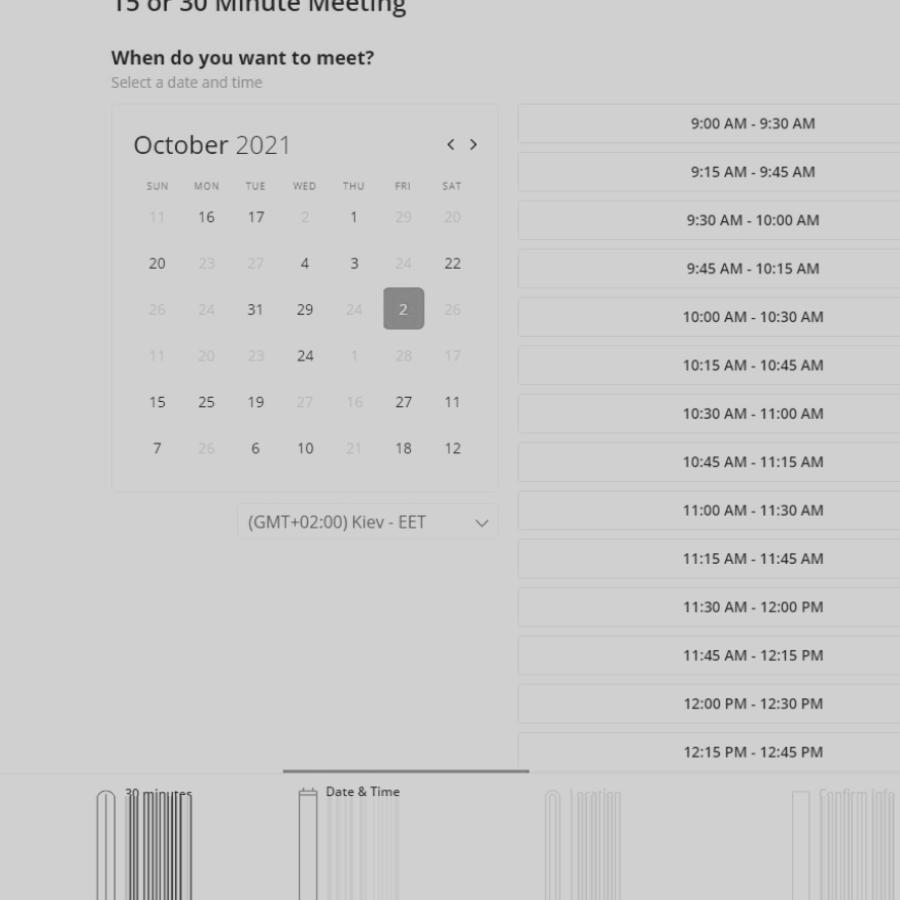 15 or 30 Minute Meeting
When do you want to meet?
Select a date and time
October 2021
SUN MON TUE WED THU FRI SAT
11 16 17 2 1 29 20
20 23 27 4 3 24 22
26 24 31 29 24 2 26
11 20 23 24 1 28 17
15 25 19 27 16 27 11
7 26 6 10 21 18 12
(GMT+02:00) Kiev - EET
9:00 AM - 9:30 AM
9:15 AM - 9:45 AM
9:30 AM - 10:00 AM
9:45 AM - 10:15 AM
10:00 AM - 10:30 AM
10:15 AM - 10:45 AM
10:30 AM - 11:00 AM
10:45 AM - 11:15 AM
11:00 AM - 11:30 AM
11:15 AM - 11:45 AM
11:30 AM - 12:00 PM
11:45 AM - 12:15 PM
12:00 PM - 12:30 PM
12:15 PM - 12:45 PM
30 minutes
Date & Time
Location
Confirm Info